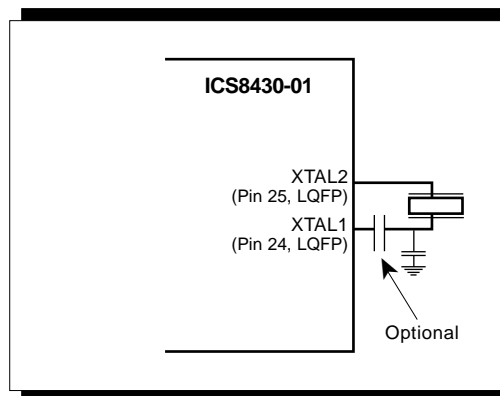 ICS8430-01
XTAL2
(Pin 25, LQFP)
XTAL1
(Pin 24, LQFP)
Optional